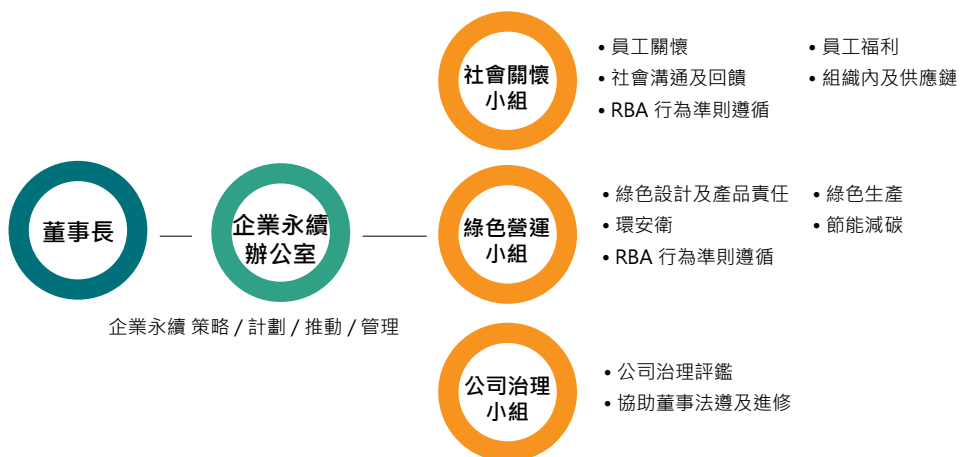 社會關懷
小組
• 員工關懷
• 員工福利
• 社會溝通及回饋
• 組織內及供應鏈
• RBA 行為準則遵循
董事長
企業永續
辦公室
企業永續 策略 / 計劃 / 推動 / 管理
綠色營運
小組
• 綠色設計及產品責任
• 綠色生產
• 環安衛
• 節能減碳
• RBA 行為準則遵循
公司治理
小組
• 公司治理評鑑
• 協助董事法遵及進修